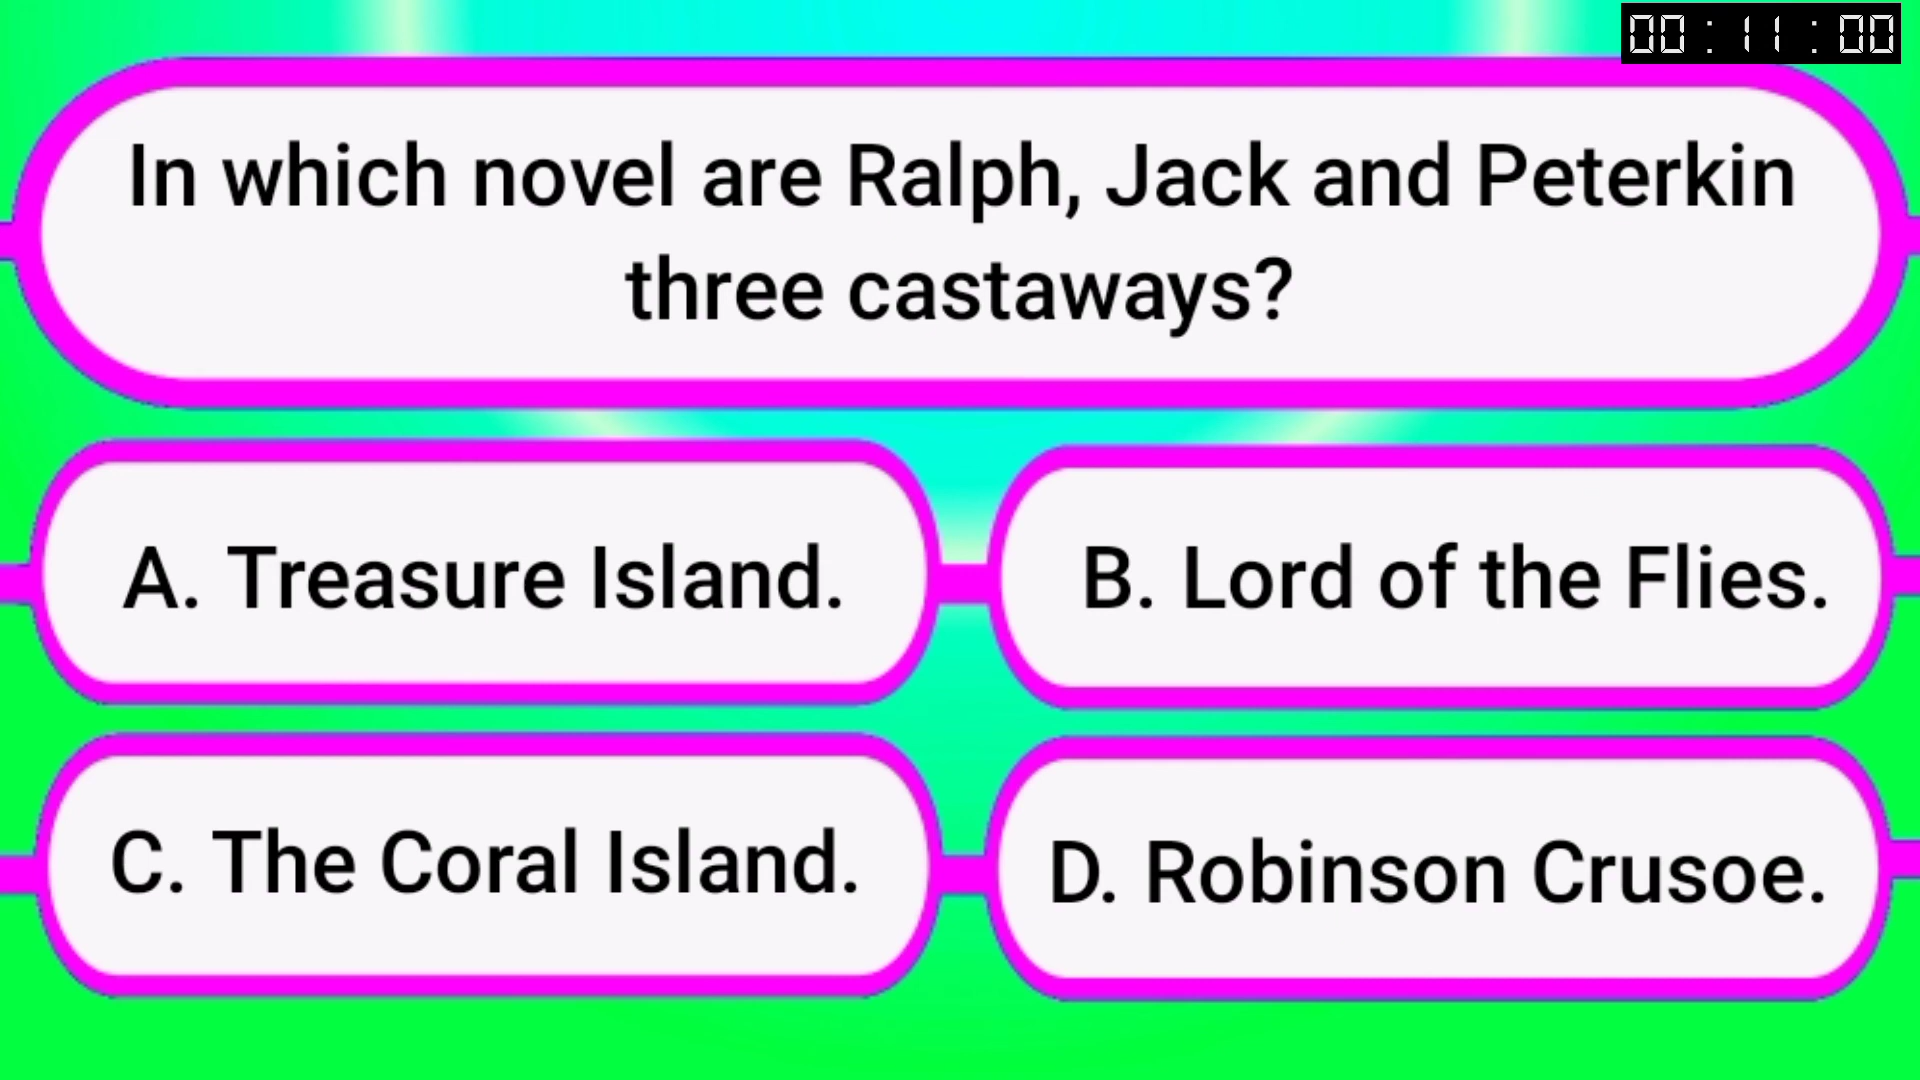 00:11:00
In which novel are Ralph, Jack and Peterkin
three castaways?
A. Treasure Island.
B. Lord of the Flies.
C. The Coral Island.
D. Robinson Crusoe.